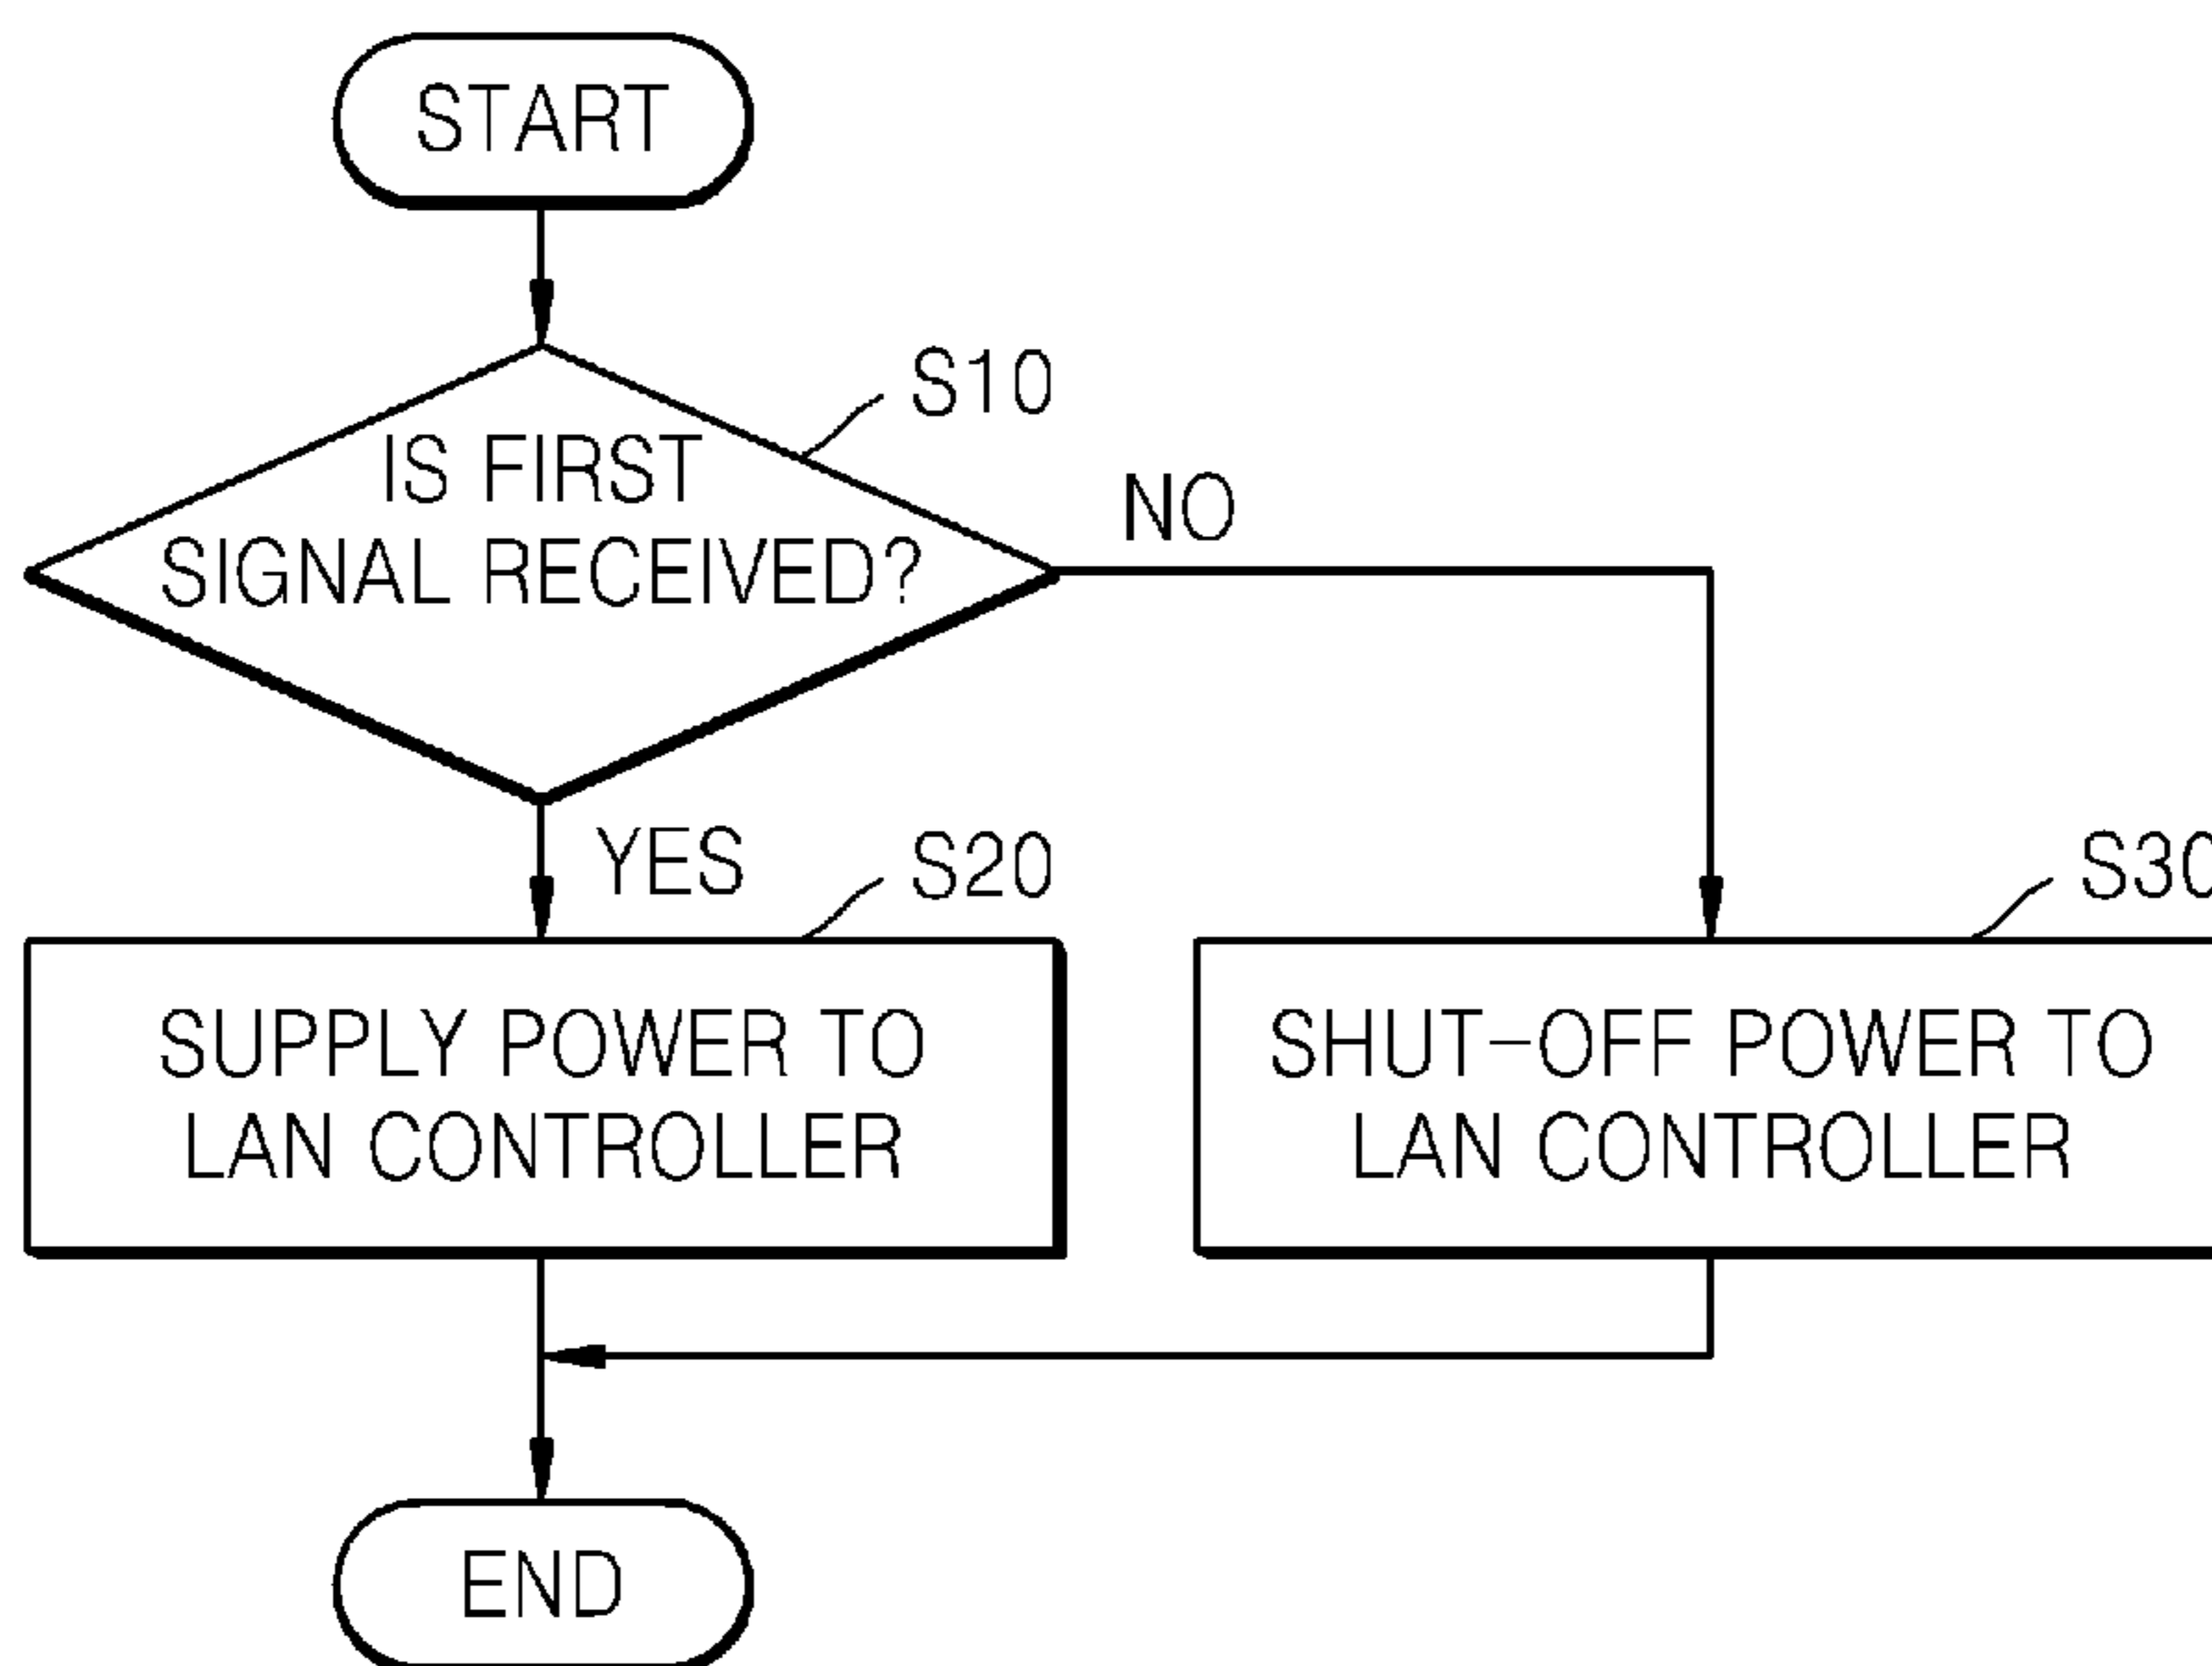 START
S10
IS FIRST
SIGNAL RECEIVED?
NO
YES
S20
S30
SUPPLY POWER TO
LAN CONTROLLER
SHUT-OFF POWER TO
LAN CONTROLLER
END